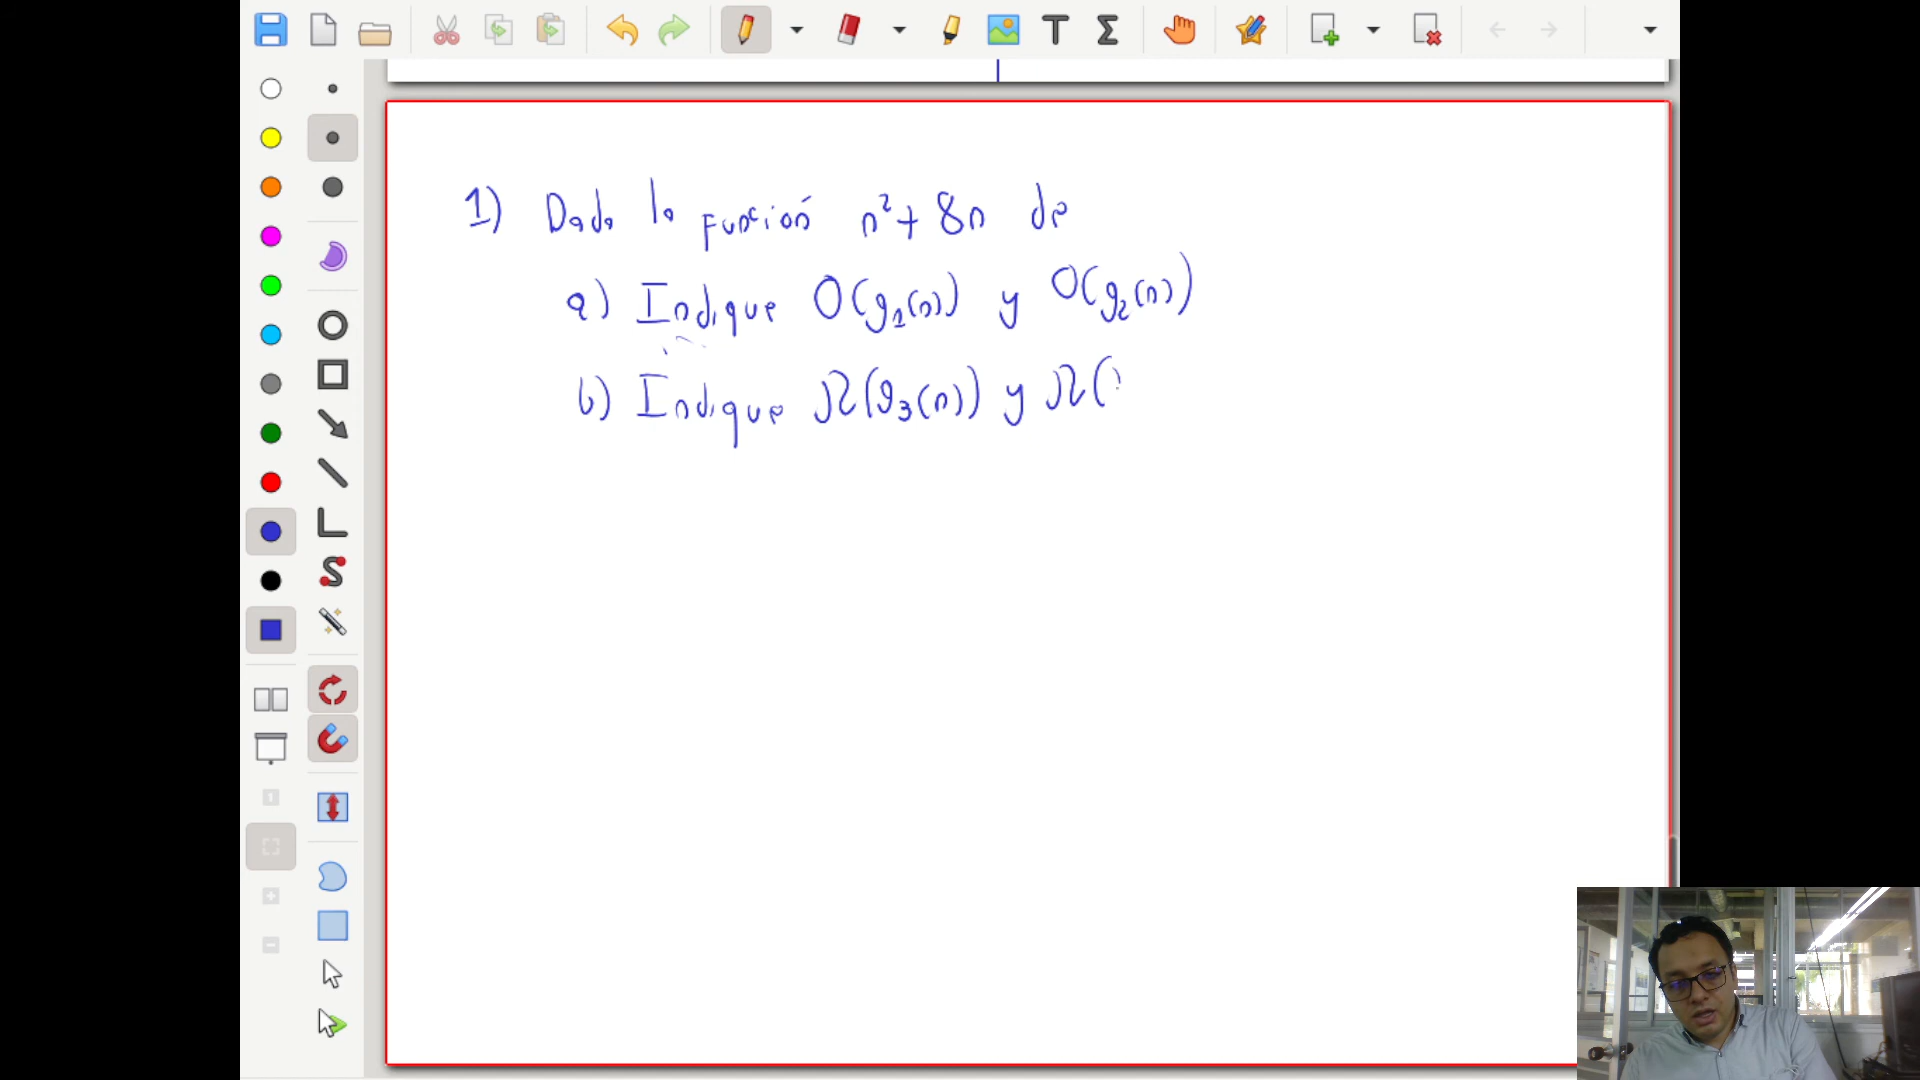 1) Dada la función n² + 8n de
a) Indique O(g₁(n)) y O(g₂(n))
b) Indique Ω(g₃(n)) y Ω(